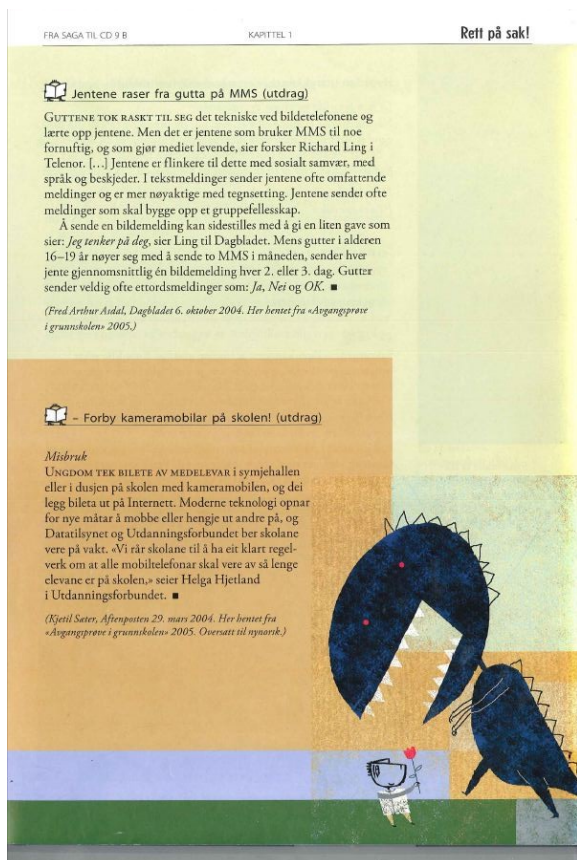 FRA SAGA TIL CD 9 B
KAPITTEL 1
Rett på sak!
Jentene raser fra gutta på MMS (utdrag)
GUTTENE TOK RASKT TIL SEG det tekniske ved bildetelefonene og
lærte opp jentene. Men det er jentene som bruker MMS til noe
fornuftig, og som gjør mediet levende, sier forsker Richard Ling i
Telenor. […] Jentene er flinkere til dette med sosialt samvær, med
språk og beskjeder. I tekstmeldinger sender jentene ofte omfattende
meldinger og er mer nøyaktige med tegnsetting. Jentene sender ofte
meldinger som skal bygge opp et gruppefellesskap.
Å sende en bildemelding kan sidestilles med å gi en liten gave som
sier: Jeg tenker på deg, sier Ling til Dagbladet. Mens gutter i alderen
16–19 år nøyer seg med å sende to MMS i måneden, sender hver
jente gjennomsnittlig én bildemelding hver 2. eller 3. dag. Gutter
sender veldig ofte ettordsmeldinger som: Ja, Nei og OK. ■
(Fred Arthur Asdal, Dagbladet 6. oktober 2004. Her hentet fra «Avgangsprøve
i grunnskolen» 2005.)
– Forby kameramobilar på skolen! (utdrag)
Misbruk
UNGDOM TEK BILETE AV MEDELEVAR i symjehallen
eller i dusjen på skolen med kameramobilen, og dei
legg bileta ut på Internett. Moderne teknologi opnar
for nye måtar å mobbe eller hengje ut andre på, og
Datatilsynet og Utdanningsforbundet ber skolane
vere på vakt. «Vi rår skolane til å ha eit klart regel-
verk om at alle mobiltelefonar skal vere av så lenge
elevane er på skolen,» seier Helga Hjetland
i Utdanningsforbundet. ■
(Kjetil Sæter, Aftenposten 29. mars 2004. Her hentet fra
«Avgangsprøve i grunnskolen» 2005. Oversatt til nynorsk.)